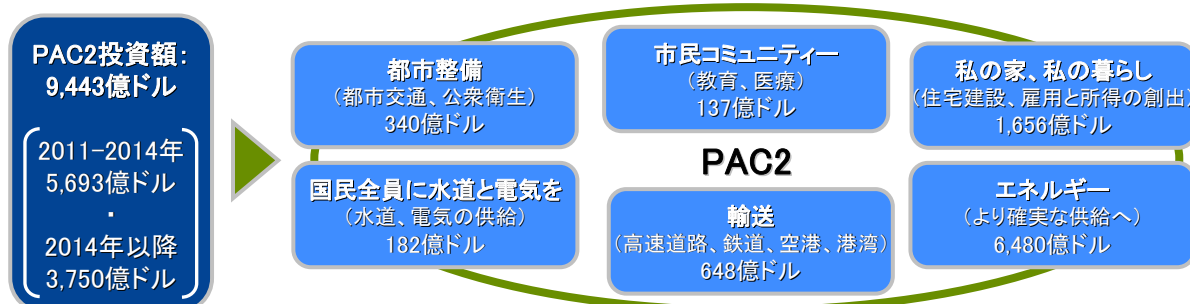 PAC2投資額：
9,443億ドル
2011-2014年
5,693億ドル
・
2014年以降
3,750億ドル
都市整備
（都市交通、公衆衛生）
340億ドル
市民コミュニティー
（教育、医療）
137億ドル
私の家、私の暮らし
（住宅建設、雇用と所得の創出）
1,656億ドル
PAC2
国民全員に水道と電気を
（水道、電気の供給）
182億ドル
輸送
（高速道路、鉄道、空港、港湾）
648億ドル
エネルギー
（より確実な供給へ）
6,480億ドル